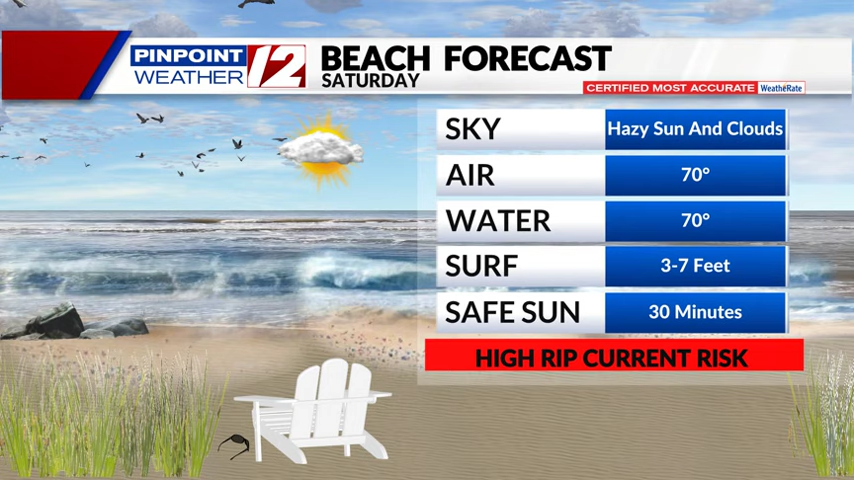 PINPOINT
WEATHER 12
BEACH FORECAST
SATURDAY
CERTIFIED MOST ACCURATE WeatheRate
SKY Hazy Sun And Clouds
AIR 70°
WATER 70°
SURF 3-7 Feet
SAFE SUN 30 Minutes
HIGH RIP CURRENT RISK